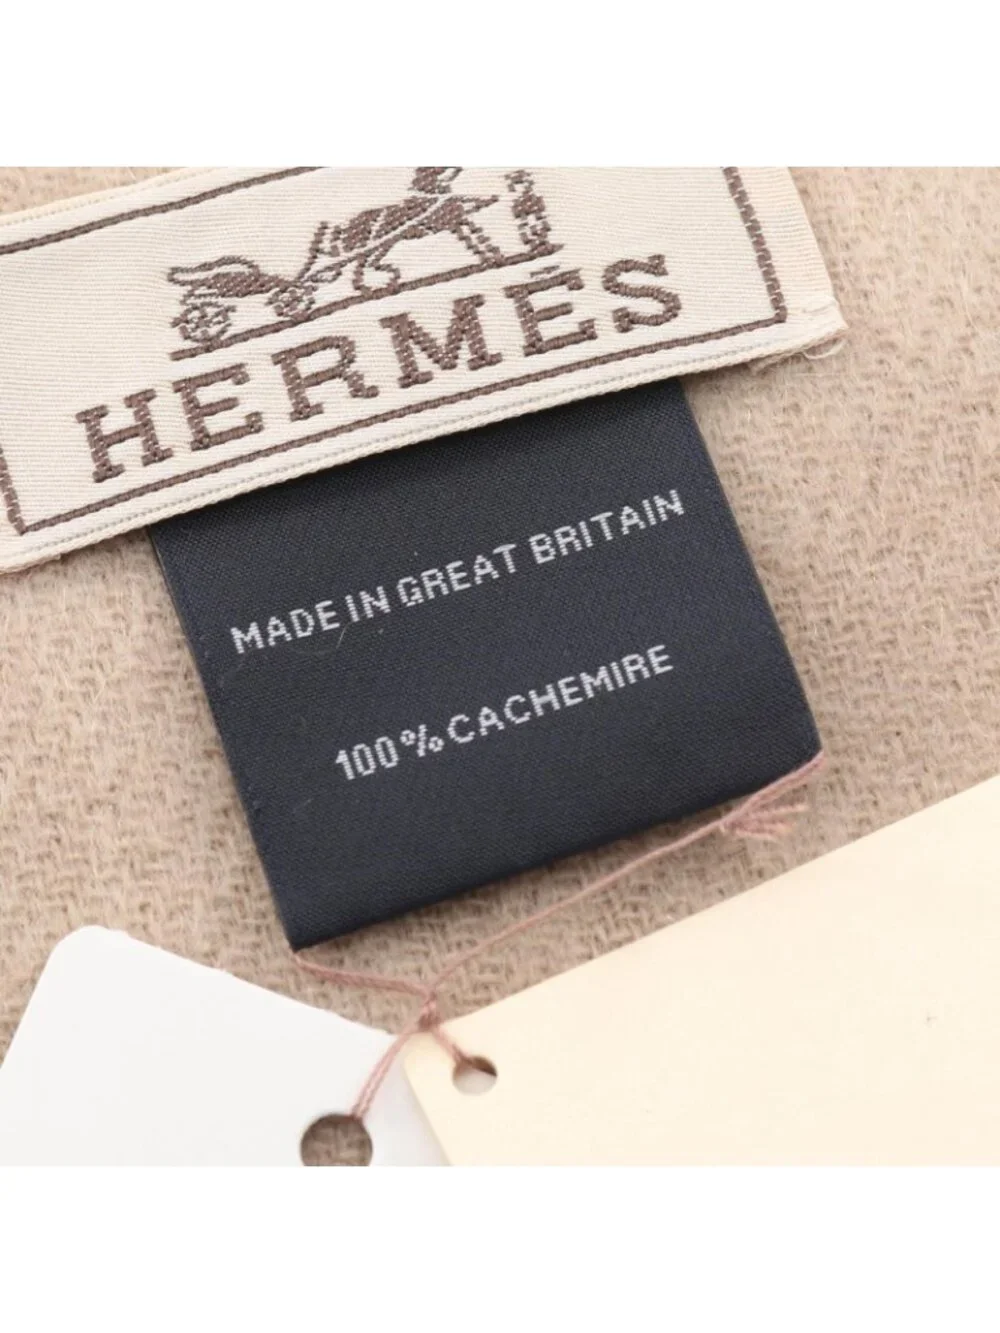 HERMÈS
MADE IN GREAT BRITAIN
100% CACHEMIRE